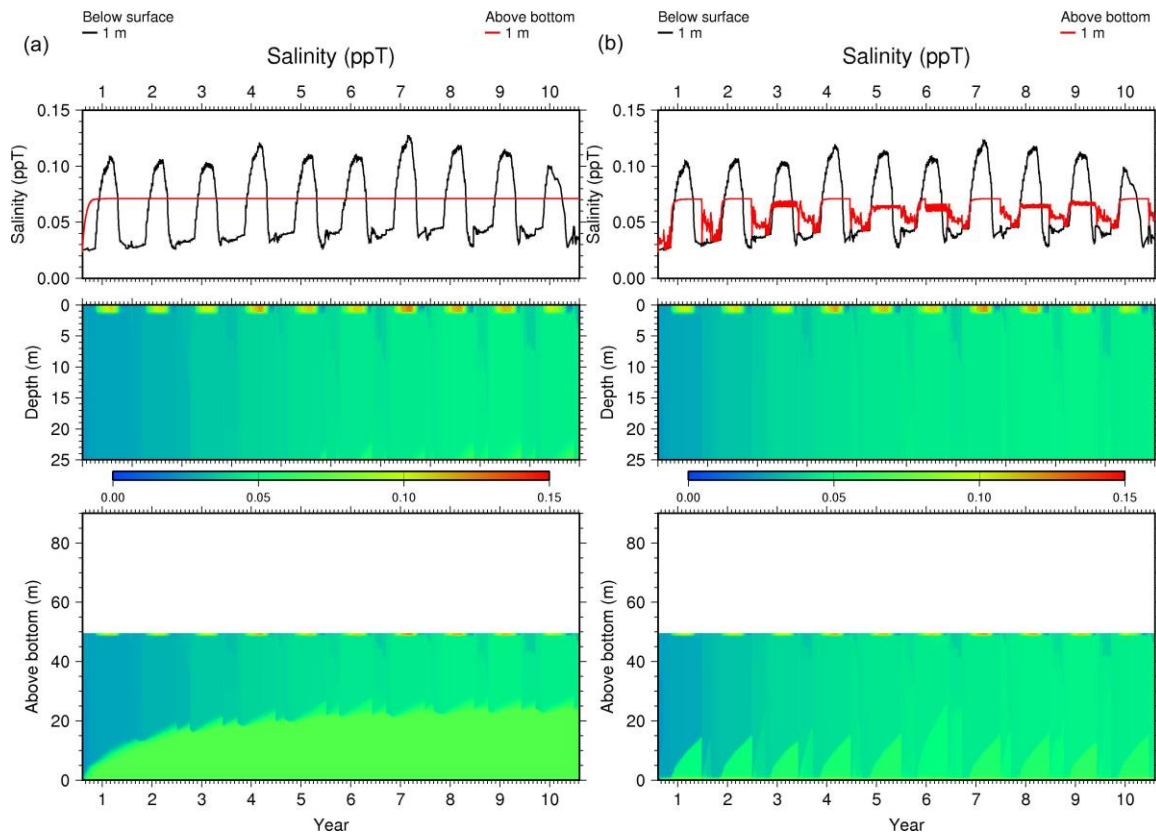 Below surface
1 m
Above bottom
1 m
(a)
Salinity (ppT)
1 2 3 4 5 6 7 8 9 10
Salinity (ppT)
0.15
0.10
0.05
0.00
Depth (m)
0
5
10
15
20
25
0.00 0.05 0.10 0.15
Above bottom (m)
80
60
40
20
0
1 2 3 4 5 6 7 8 9 10
Year
Below surface
1 m
Above bottom
1 m
(b)
Salinity (ppT)
1 2 3 4 5 6 7 8 9 10
Salinity (ppT)
0.15
0.10
0.05
0.00
Depth (m)
0
5
10
15
20
25
0.00 0.05 0.10 0.15
Above bottom (m)
80
60
40
20
0
1 2 3 4 5 6 7 8 9 10
Year